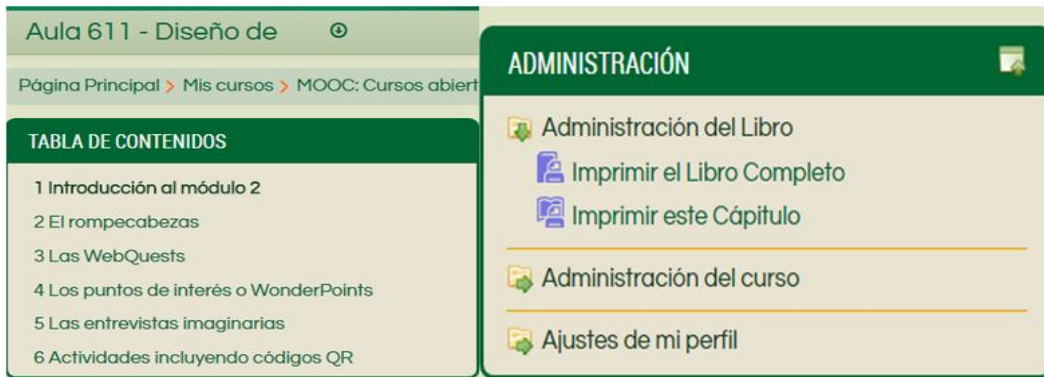 Aula 611 - Diseño de
Página Principal > Mis cursos > MOOC: Cursos abiert
TABLA DE CONTENIDOS
1 Introducción al módulo 2
2 El rompecabezas
3 Las WebQuests
4 Los puntos de interés o WonderPoints
5 Las entrevistas imaginarias
6 Actividades incluyendo códigos QR
ADMINISTRACIÓN
Administración del Libro
Imprimir el Libro Completo
Imprimir este Cápitulo
Administración del curso
Ajustes de mi perfil